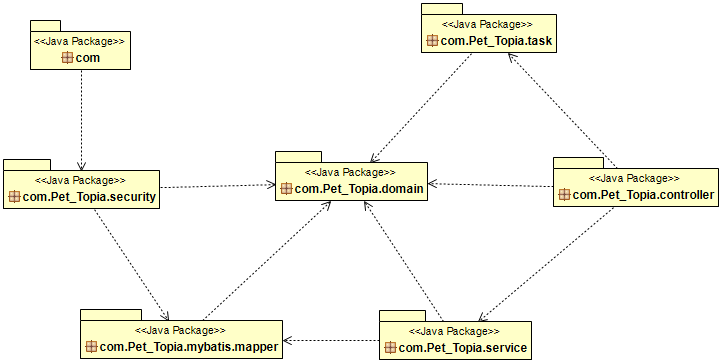 <<Java Package>>
com.Pet_Topia.task
<<Java Package>>
com
<<Java Package>>
com.Pet_Topia.security
<<Java Package>>
com.Pet_Topia.domain
<<Java Package>>
com.Pet_Topia.controller
<<Java Package>>
com.Pet_Topia.mybatis.mapper
<<Java Package>>
com.Pet_Topia.service